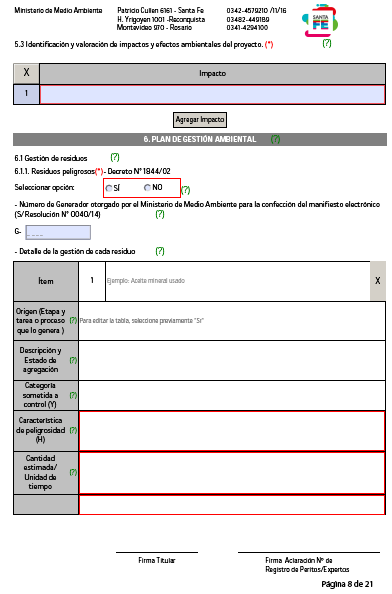 Ministerio de Medio Ambiente
Patricio Cullen 6161 - Santa Fe
0342-4579210 /11/16
H. Yrigoyen 1001 -Reconquista
03482-449189
Montevideo 970 - Rosario
0341-4294100
SANTA
FE
5.3 Identificación y valoración de impactos y efectos ambientales del proyecto. (*)
(?)
X
Impacto
1
Agregar Impacto
6. PLAN DE GESTIÓN AMBIENTAL (?)
6.1 Gestión de residuos (?)
6.1.1. Residuos peligrosos(*)- Decreto N° 1844/02
Seleccionar opción:
SÍ
NO
(?)
- Número de Generador otorgado por el Ministerio de Medio Ambiente para la confección del manifiesto electrónico
(S/Resolución N° 0040/14) (?)
G- _ _ _ _
- Detalle de la gestión de cada residuo (?)
Ítem
1
Ejemplo: Aceite mineral usado
X
Origen (Etapa y
tarea o proceso
que lo genera )
(?)
Para editar la tabla, seleccione previamente "Sí"
Descripción y
Estado de
agregación
(?)
Categoría
sometida a
control (Y)
(?)
Característica
de peligrosidad
(H)
(?)
Cantidad
estimada/
Unidad de
tiempo
(?)
Firma Titular
Firma Aclaración Nº de
Registro de Peritos/Expertos
Página 8 de 21